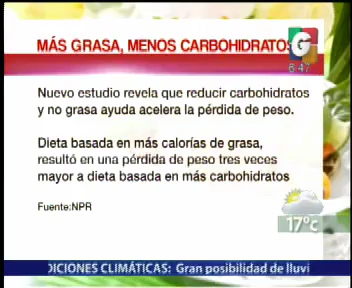 MÁS GRASA, MENOS CARBOHIDRATOS
G
6:47
Nuevo estudio revela que reducir carbohidratos
y no grasa ayuda acelera la pérdida de peso.
Dieta basada en más calorías de grasa,
resultó en una pérdida de peso tres veces
mayor a dieta basada en más carbohidratos
Fuente:NPR
17°c
DICIONES CLIMÁTICAS: Gran posibilidad de lluvi